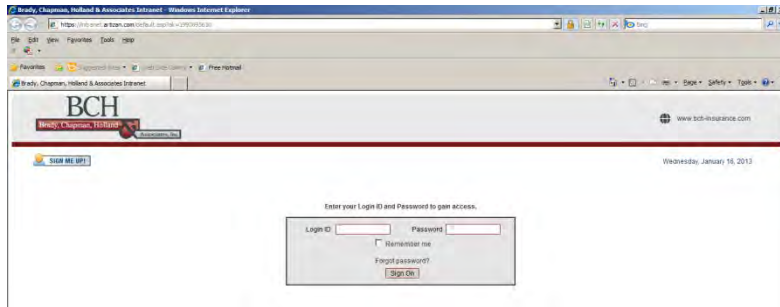 Brady, Chapman, Holland & Associates Intranet - Windows Internet Explorer
bing
File Edit View Favorites Tools Help
Favorites Free Hotmail
Brady, Chapman, Holland & Associates Intranet Page Safety Tools
BCH
Brady, Chapman, Holland
Associates, Inc
www.bch-insurance.com
SIGN ME UP!
Wednesday, January 16, 2013
Enter your Login ID and Password to gain access.
Login ID Password
Remember me
Forgot password?
Sign On